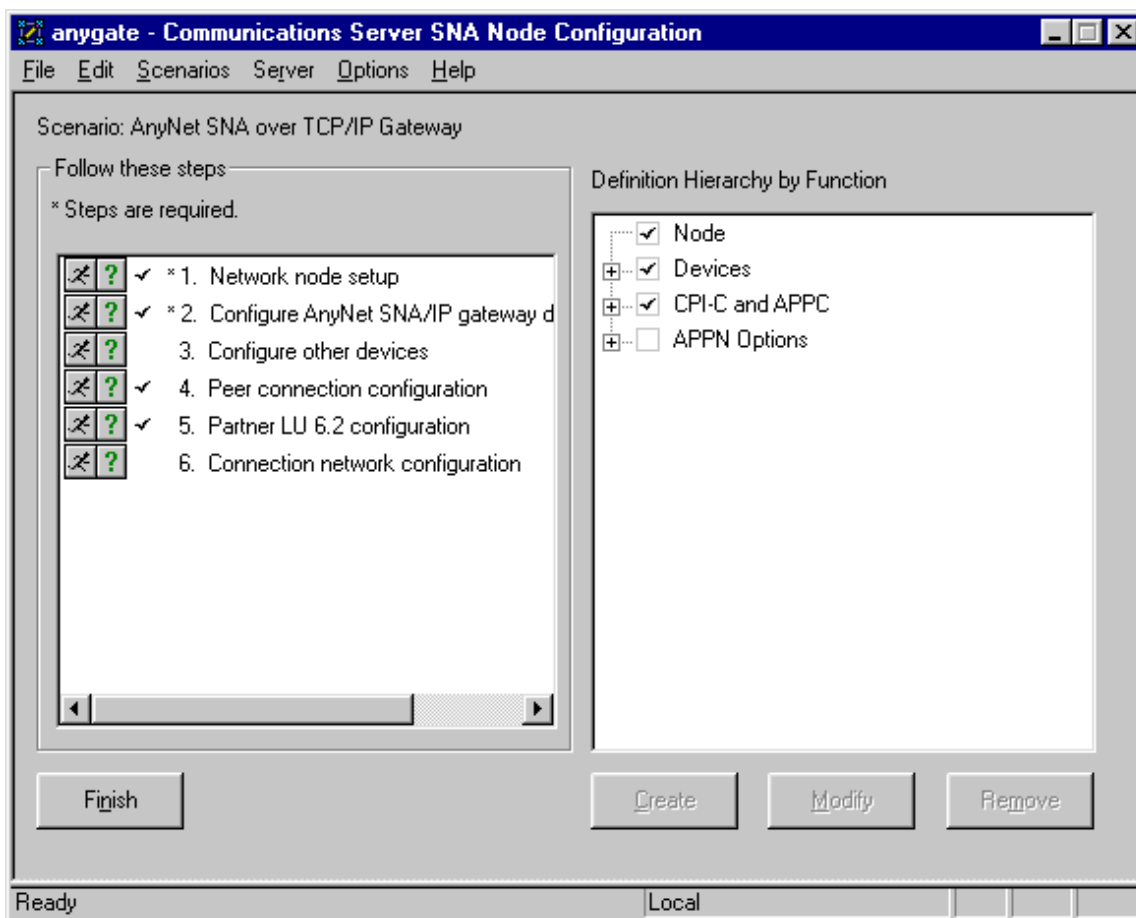 anygate - Communications Server SNA Node Configuration
File Edit Scenarios Server Options Help
Scenario: AnyNet SNA over TCP/IP Gateway
Follow these steps
* Steps are required.
? ✓ * 1. Network node setup
? ✓ * 2. Configure AnyNet SNA/IP gateway d
? 3. Configure other devices
? ✓ 4. Peer connection configuration
? ✓ 5. Partner LU 6.2 configuration
? 6. Connection network configuration
Finish
Definition Hierarchy by Function
Node
Devices
CPI-C and APPC
APPN Options
Create Modify Remove
Ready Local